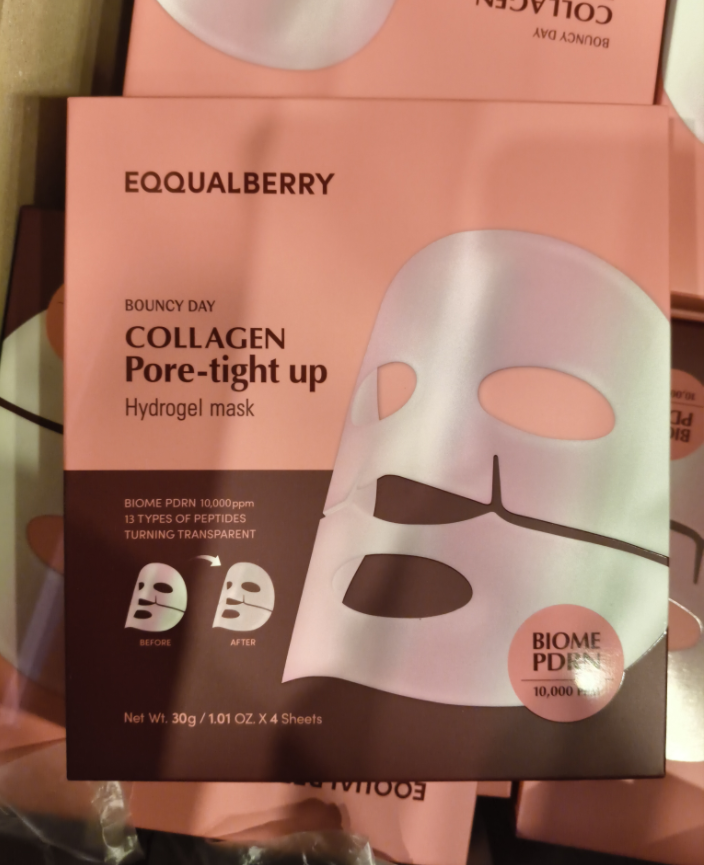 COLLAGEN
BOUNCY DAY
EQQUALBERRY
BOUNCY DAY
COLLAGEN
Pore-tight up
Hydrogel mask
BIOME PDRN 10,000ppm
13 TYPES OF PEPTIDES
TURNING TRANSPARENT
BEFORE
AFTER
Net Wt. 30g / 1.01 OZ. X 4 Sheets
BIOME
PDRN
10,000 ppm